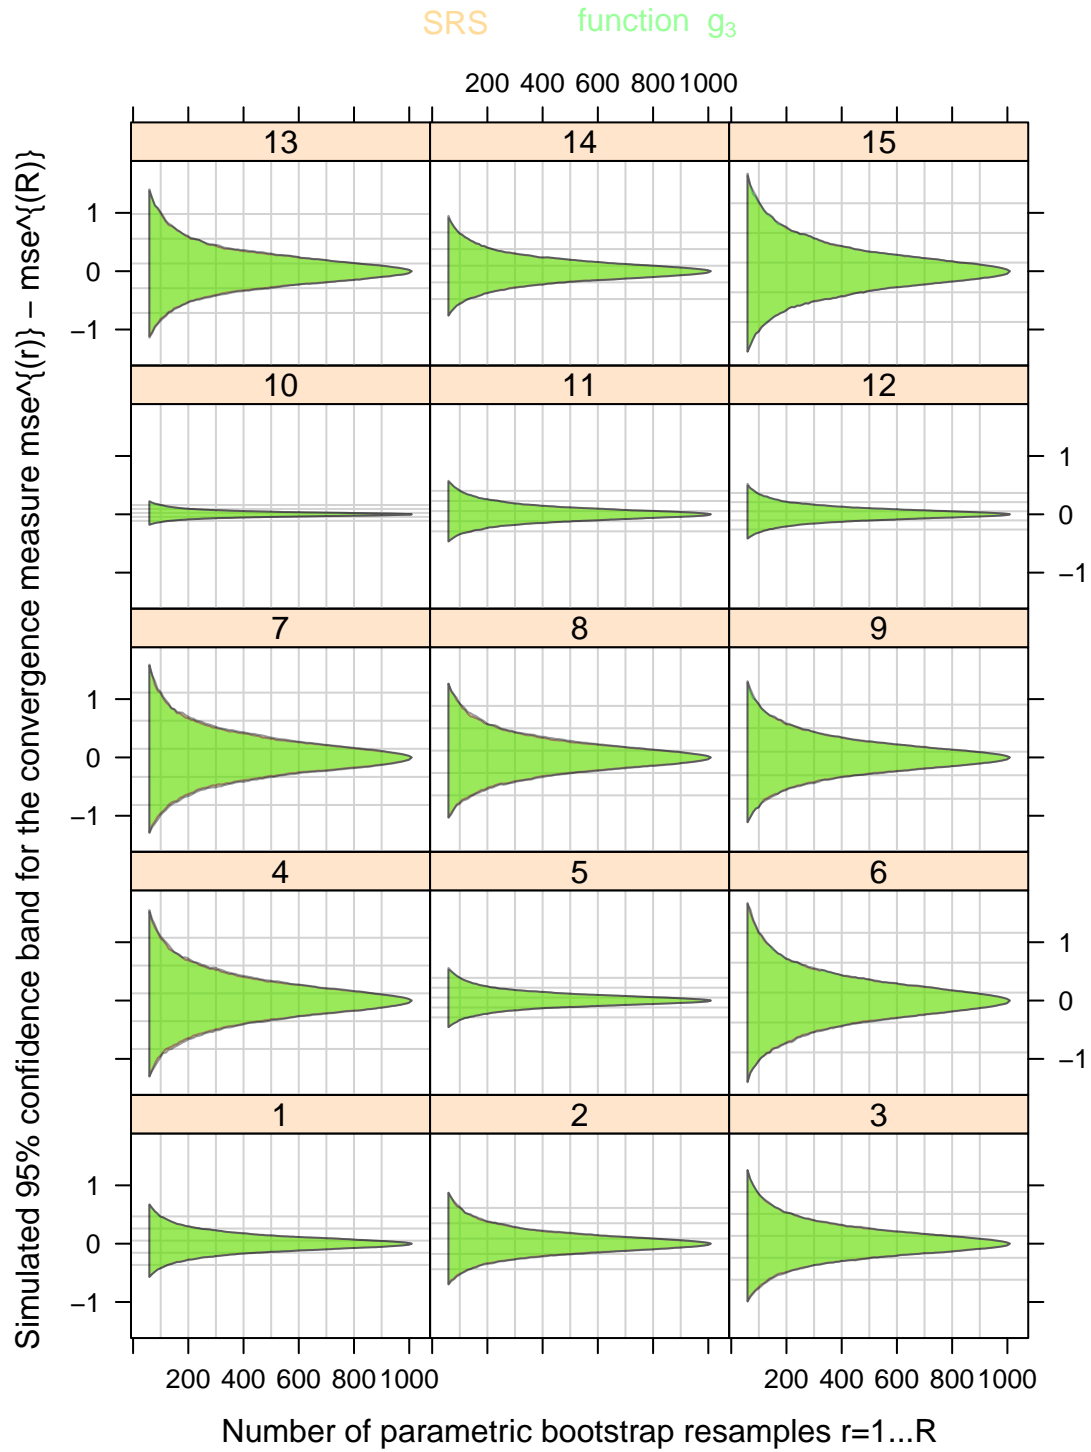 SRS function g₃
200 400 600 800 1000
13 14 15
1
0
−1
10 11 12
1
0
−1
7 8 9
1
0
−1
4 5 6
1
0
−1
1 2 3
1
0
−1
200 400 600 800 1000 200 400 600 800 1000
Number of parametric bootstrap resamples r=1...R
Simulated 95% confidence band for the convergence measure mse^{(r)} − mse^{(R)}